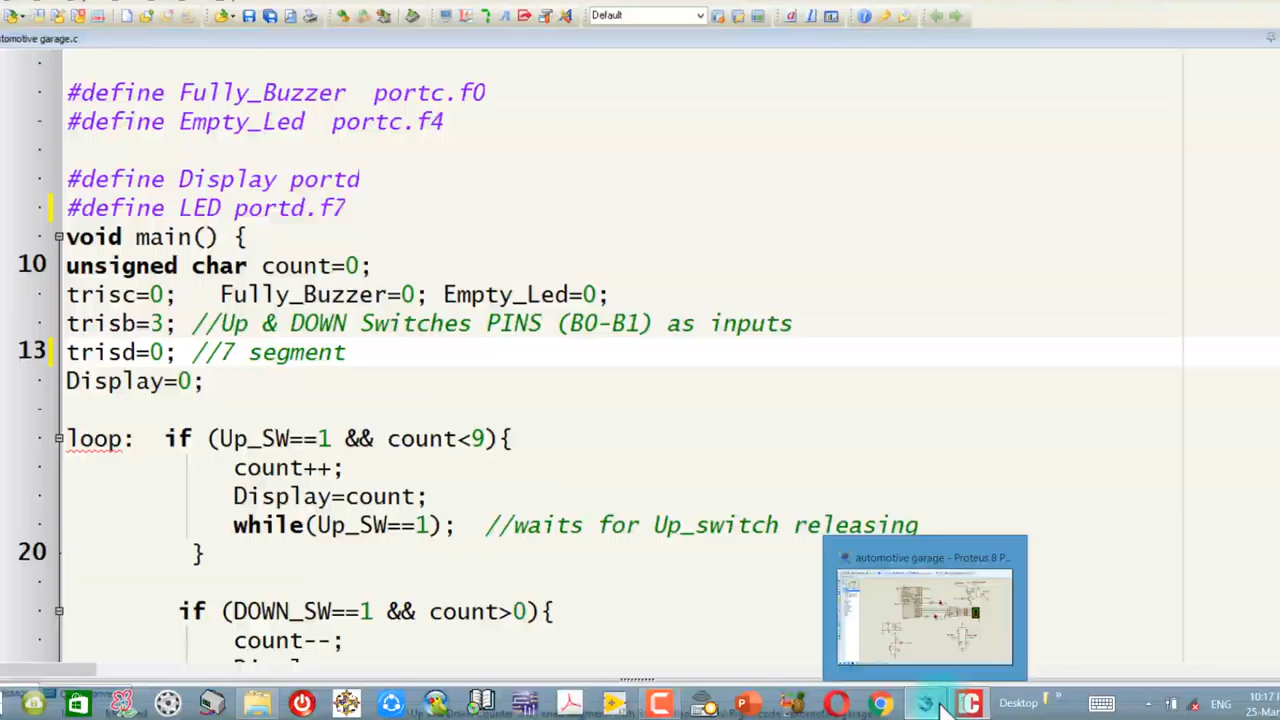 Default
automotive garage.c
#define Fully_Buzzer portc.f0
#define Empty_Led portc.f4
#define Display portd
#define LED portd.f7
void main() {
10 unsigned char count=0;
trisc=0; Fully_Buzzer=0; Empty_Led=0;
trisb=3; //Up & DOWN Switches PINS (B0-B1) as inputs
13 trisd=0; //7 segment
Display=0;
loop: if (Up_SW==1 && count<9){
count++;
Display=count;
while(Up_SW==1); //waits for Up_switch releasing
20 }
automotive garage - Proteus 8 P...
if (DOWN_SW==1 && count>0){
count--;
Desktop
ENG
10:17 P
25-Mar